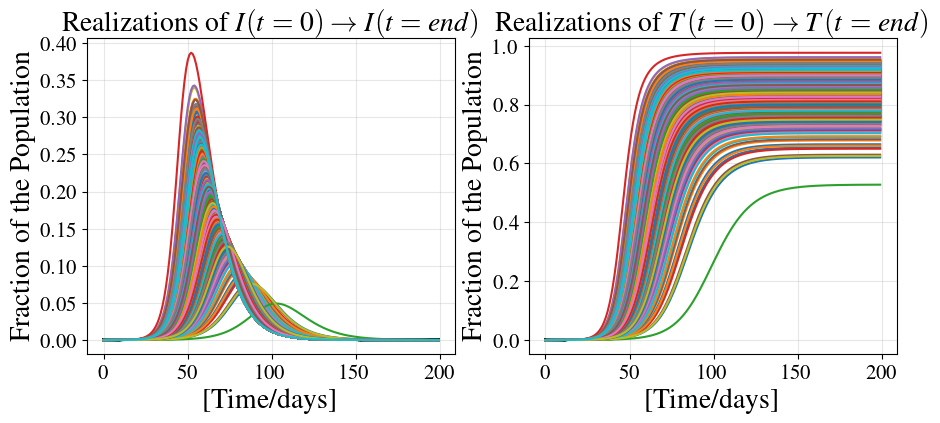 Realizations of I(t = 0) → I(t = end)
Fraction of the Population
0.40
0.35
0.30
0.25
0.20
0.15
0.10
0.05
0.00
0 50 100 150 200
[Time/days]
Realizations of T(t = 0) → T(t = end)
Fraction of the Population
1.0
0.8
0.6
0.4
0.2
0.0
0 50 100 150 200
[Time/days]